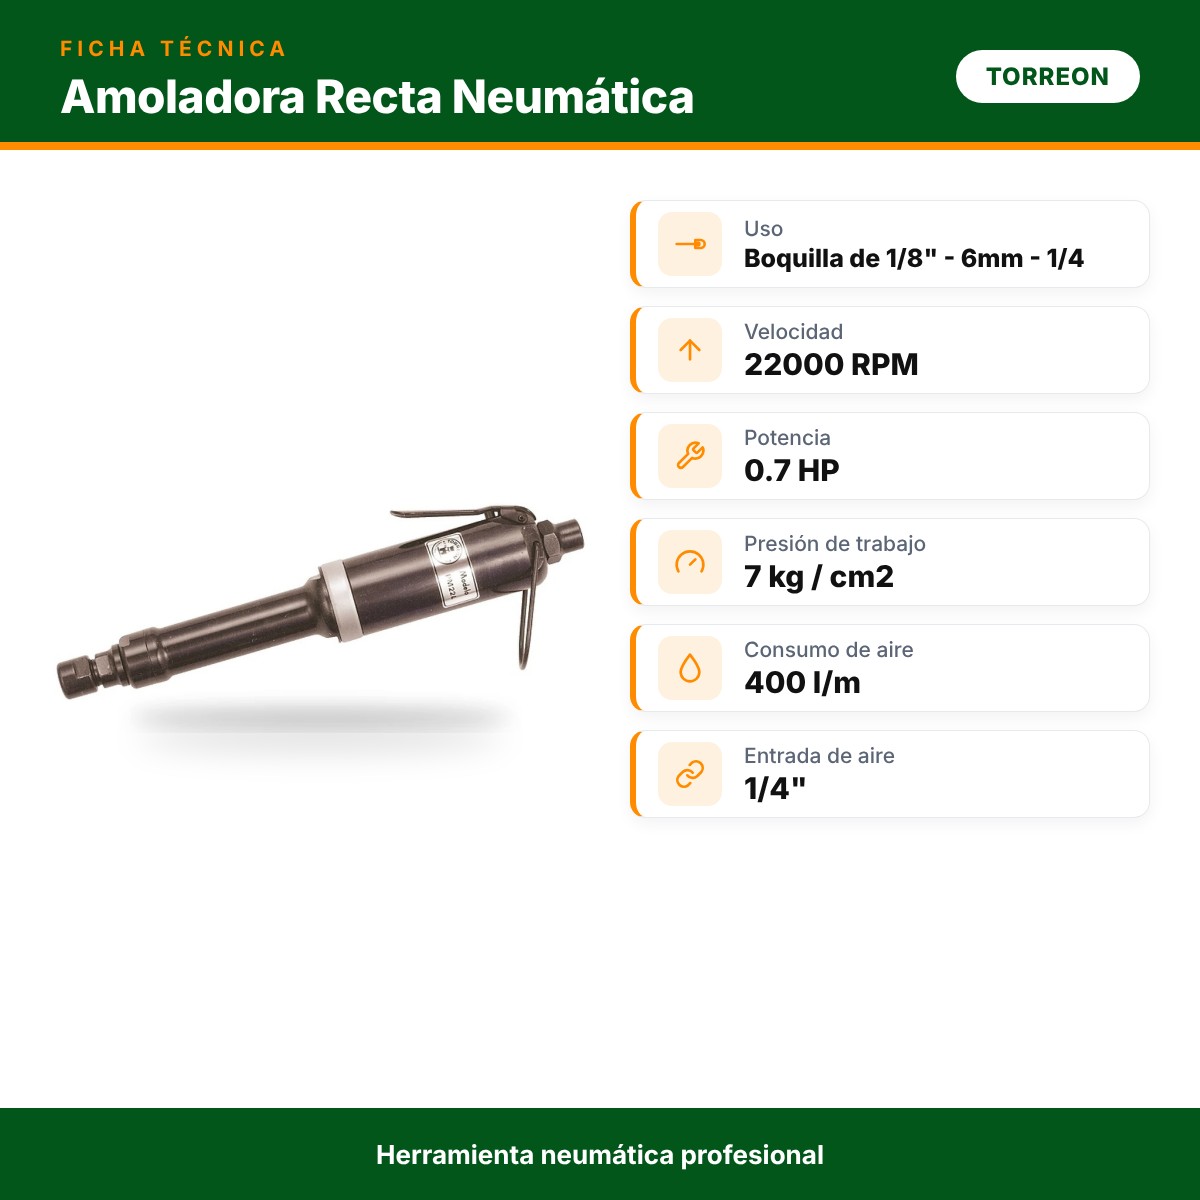 FICHA TÉCNICA
Amoladora Recta Neumática
TORREON
Uso
Boquilla de 1/8" - 6mm - 1/4
Velocidad
22000 RPM
Potencia
0.7 HP
Presión de trabajo
7 kg / cm2
Consumo de aire
400 l/m
Entrada de aire
1/4"
Herramienta neumática profesional